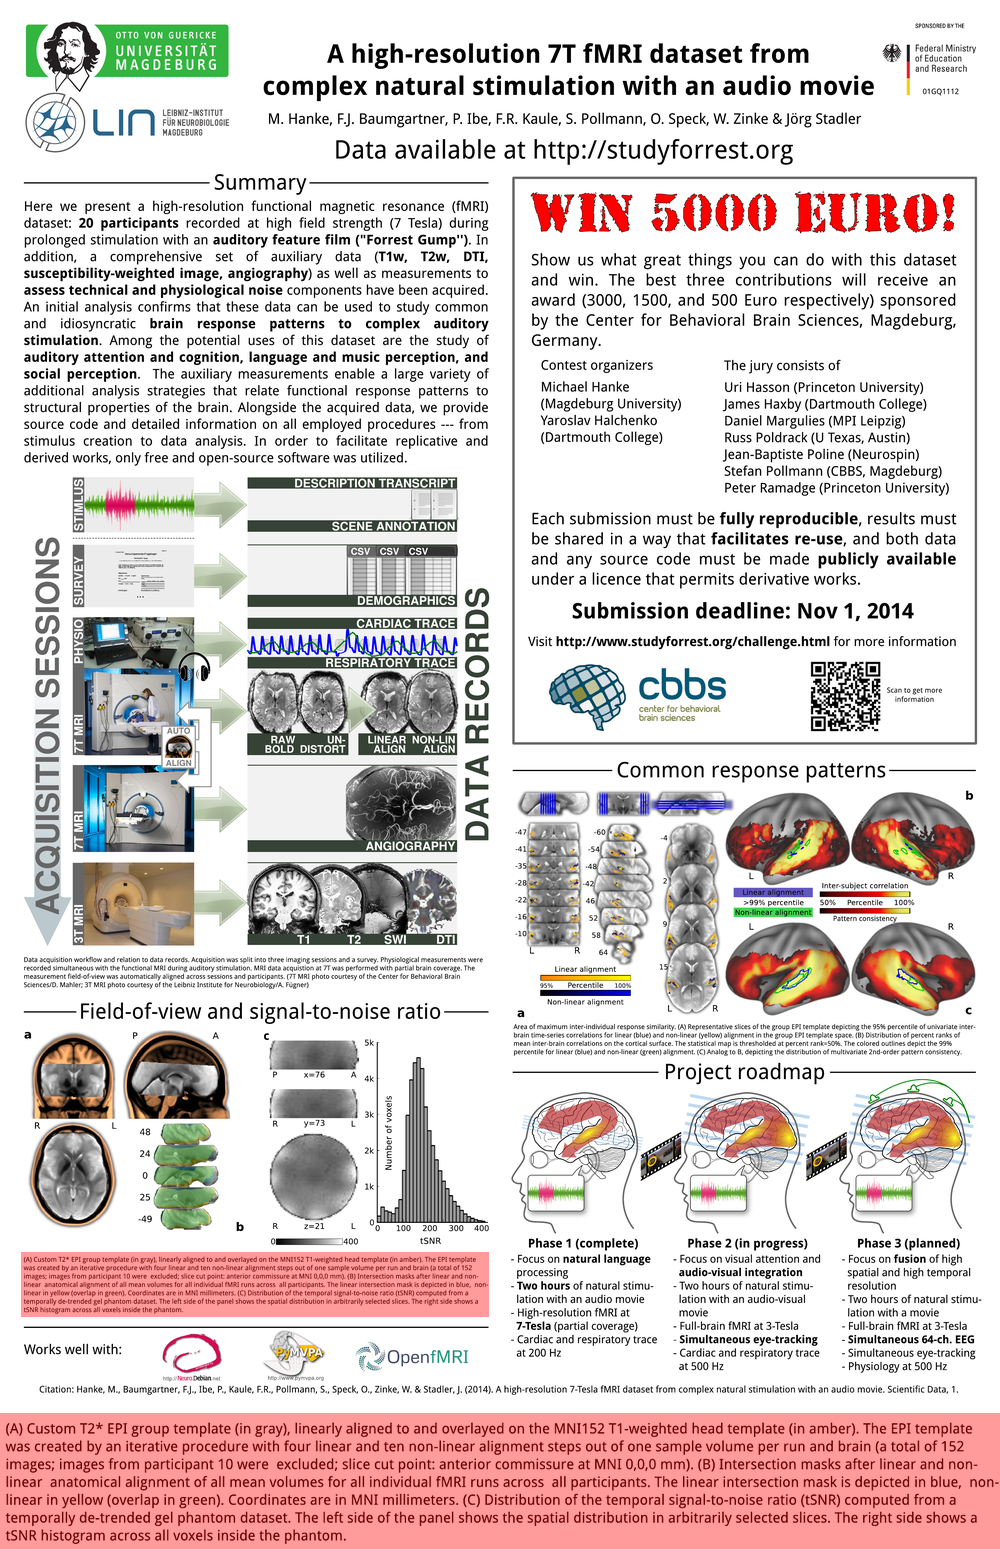 OTTO VON GUERICKE
UNIVERSITÄT
MAGDEBURG
LIN
LEIBNIZ-INSTITUT
FÜR NEUROBIOLOGIE
MAGDEBURG
A high-resolution 7T fMRI dataset from
complex natural stimulation with an audio movie
M. Hanke, F.J. Baumgartner, P. Ibe, F.R. Kaule, S. Pollmann, O. Speck, W. Zinke & Jörg Stadler
Data available at http://studyforrest.org
SPONSORED BY THE
Federal Ministry
of Education
and Research
01GQ1112
Summary
Here we present a high-resolution functional magnetic resonance (fMRI)
dataset: 20 participants recorded at high field strength (7 Tesla) during
prolonged stimulation with an auditory feature film ("Forrest Gump''). In
addition, a comprehensive set of auxiliary data (T1w, T2w, DTI,
susceptibility-weighted image, angiography) as well as measurements to
assess technical and physiological noise components have been acquired.
An initial analysis confirms that these data can be used to study common
and idiosyncratic brain response patterns to complex auditory
stimulation. Among the potential uses of this dataset are the study of
auditory attention and cognition, language and music perception, and
social perception. The auxiliary measurements enable a large variety of
additional analysis strategies that relate functional response patterns to
structural properties of the brain. Alongside the acquired data, we provide
source code and detailed information on all employed procedures --- from
stimulus creation to data analysis. In order to facilitate replicative and
derived works, only free and open-source software was utilized.
ACQUISITION SESSIONS
STIMLUS
SURVEY
PHYSIO
7T MRI
7T MRI
3T MRI
AUTO
ALIGN
DESCRIPTION TRANSCRIPT
SCENE ANNOTATION
CSV CSV CSV
DEMOGRAPHICS
CARDIAC TRACE
RESPIRATORY TRACE
RAW BOLD
UN-DISTORT
LINEAR ALIGN
NON-LIN ALIGN
ANGIOGRAPHY
T1 T2 SWI DTI
DATA RECORDS
Data acquisition workflow and relation to data records. Acquisition was split into three imaging sessions and a survey. Physiological measurements were
recorded simultaneous with the functional MRI during auditory stimulation. MRI data acquisition at 7T was performed with partial brain coverage. The
measurement field-of-view was automatically aligned across sessions and participants. (7T MRI photo courtesy of the Center for Behavioral Brain
Sciences/D. Mahler; 3T MRI photo courtesy of the Leibniz Institute for Neurobiology/A. Fügner)
Field-of-view and signal-to-noise ratio
a
P A
R L
48
24
0
25
-49
b
c
P x=76 A
R y=73 L
R z=21 L
0 400
Number of voxels
5k
4k
3k
2k
1k
0
0 100 200 300 400
tSNR
(A) Custom T2* EPI group template (in gray), linearly aligned to and overlayed on the MNI152 T1-weighted head template (in amber). The EPI template
was created by an iterative procedure with four linear and ten non-linear alignment steps out of one sample volume per run and brain (a total of 152
images; images from participant 10 were excluded; slice cut point: anterior commissure at MNI 0,0,0 mm). (B) Intersection masks after linear and non-
linear anatomical alignment of all mean volumes for all individual fMRI runs across all participants. The linear intersection mask is depicted in blue, non-
linear in yellow (overlap in green). Coordinates are in MNI millimeters. (C) Distribution of the temporal signal-to-noise ratio (tSNR) computed from a
temporally de-trended gel phantom dataset. The left side of the panel shows the spatial distribution in arbitrarily selected slices. The right side shows a
tSNR histogram across all voxels inside the phantom.
Works well with:
http://NeuroDebian.net
PyMVPA
http://www.pymvpa.org
OpenfMRI
WIN 5000 EURO!
Show us what great things you can do with this dataset
and win. The best three contributions will receive an
award (3000, 1500, and 500 Euro respectively) sponsored
by the Center for Behavioral Brain Sciences, Magdeburg,
Germany.
Contest organizers
Michael Hanke
(Magdeburg University)
Yaroslav Halchenko
(Dartmouth College)
The jury consists of
Uri Hasson (Princeton University)
James Haxby (Dartmouth College)
Daniel Margulies (MPI Leipzig)
Russ Poldrack (U Texas, Austin)
Jean-Baptiste Poline (Neurospin)
Stefan Pollmann (CBBS, Magdeburg)
Peter Ramadge (Princeton University)
Each submission must be fully reproducible, results must
be shared in a way that facilitates re-use, and both data
and any source code must be made publicly available
under a licence that permits derivative works.
Submission deadline: Nov 1, 2014
Visit http://www.studyforrest.org/challenge.html for more information
cbbs
center for behavioral
brain sciences
Scan to get more
information
Common response patterns
-47
-41
-35
-28
-22
-16
-10
L R
-60
-54
-48
-42
46
52
58
64
-4
2
9
15
L R
Linear alignment
95% Percentile 100%
Non-linear alignment
a
b
L R
Linear alignment
>99% percentile
Non-linear alignment
Inter-subject correlation
50% Percentile 100%
Pattern consistency
L R
c
Area of maximum inter-individual response similarity. (A) Representative slices of the group EPI template depicting the 95% percentile of univariate inter-
brain time-series correlations for linear (blue) and non-linear (yellow) alignment in the group EPI template space. (B) Distribution of percent ranks of
mean inter-brain correlations on the cortical surface. The statistical map is thresholded at percent rank=50%. The colored outlines depict the 99%
percentile for linear (blue) and non-linear (green) alignment. (C) Analog to B, depicting the distribution of multivariate 2nd-order pattern consistency.
Project roadmap
Phase 1 (complete)
- Focus on natural language
processing
- Two hours of natural stimu-
lation with an audio movie
- High-resolution fMRI at
7-Tesla (partial coverage)
- Cardiac and respiratory trace
at 200 Hz
Phase 2 (in progress)
- Focus on visual attention and
audio-visual integration
- Two hours of natural stimu-
lation with an audio-visual
movie
- Full-brain fMRI at 3-Tesla
- Simultaneous eye-tracking
- Cardiac and respiratory trace
at 500 Hz
Phase 3 (planned)
- Focus on fusion of high
spatial and high temporal
resolution
- Two hours of natural stimu-
lation with a movie
- Full-brain fMRI at 3-Tesla
- Simultaneous 64-ch. EEG
- Simultaneous eye-tracking
- Physiology at 500 Hz
Citation: Hanke, M., Baumgartner, F.J., Ibe, P., Kaule, F.R., Pollmann, S., Speck, O., Zinke, W. & Stadler, J. (2014). A high-resolution 7-Tesla fMRI dataset from complex natural stimulation with an audio movie. Scientific Data, 1.
(A) Custom T2* EPI group template (in gray), linearly aligned to and overlayed on the MNI152 T1-weighted head template (in amber). The EPI template
was created by an iterative procedure with four linear and ten non-linear alignment steps out of one sample volume per run and brain (a total of 152
images; images from participant 10 were excluded; slice cut point: anterior commissure at MNI 0,0,0 mm). (B) Intersection masks after linear and non-
linear anatomical alignment of all mean volumes for all individual fMRI runs across all participants. The linear intersection mask is depicted in blue, non-
linear in yellow (overlap in green). Coordinates are in MNI millimeters. (C) Distribution of the temporal signal-to-noise ratio (tSNR) computed from a
temporally de-trended gel phantom dataset. The left side of the panel shows the spatial distribution in arbitrarily selected slices. The right side shows a
tSNR histogram across all voxels inside the phantom.